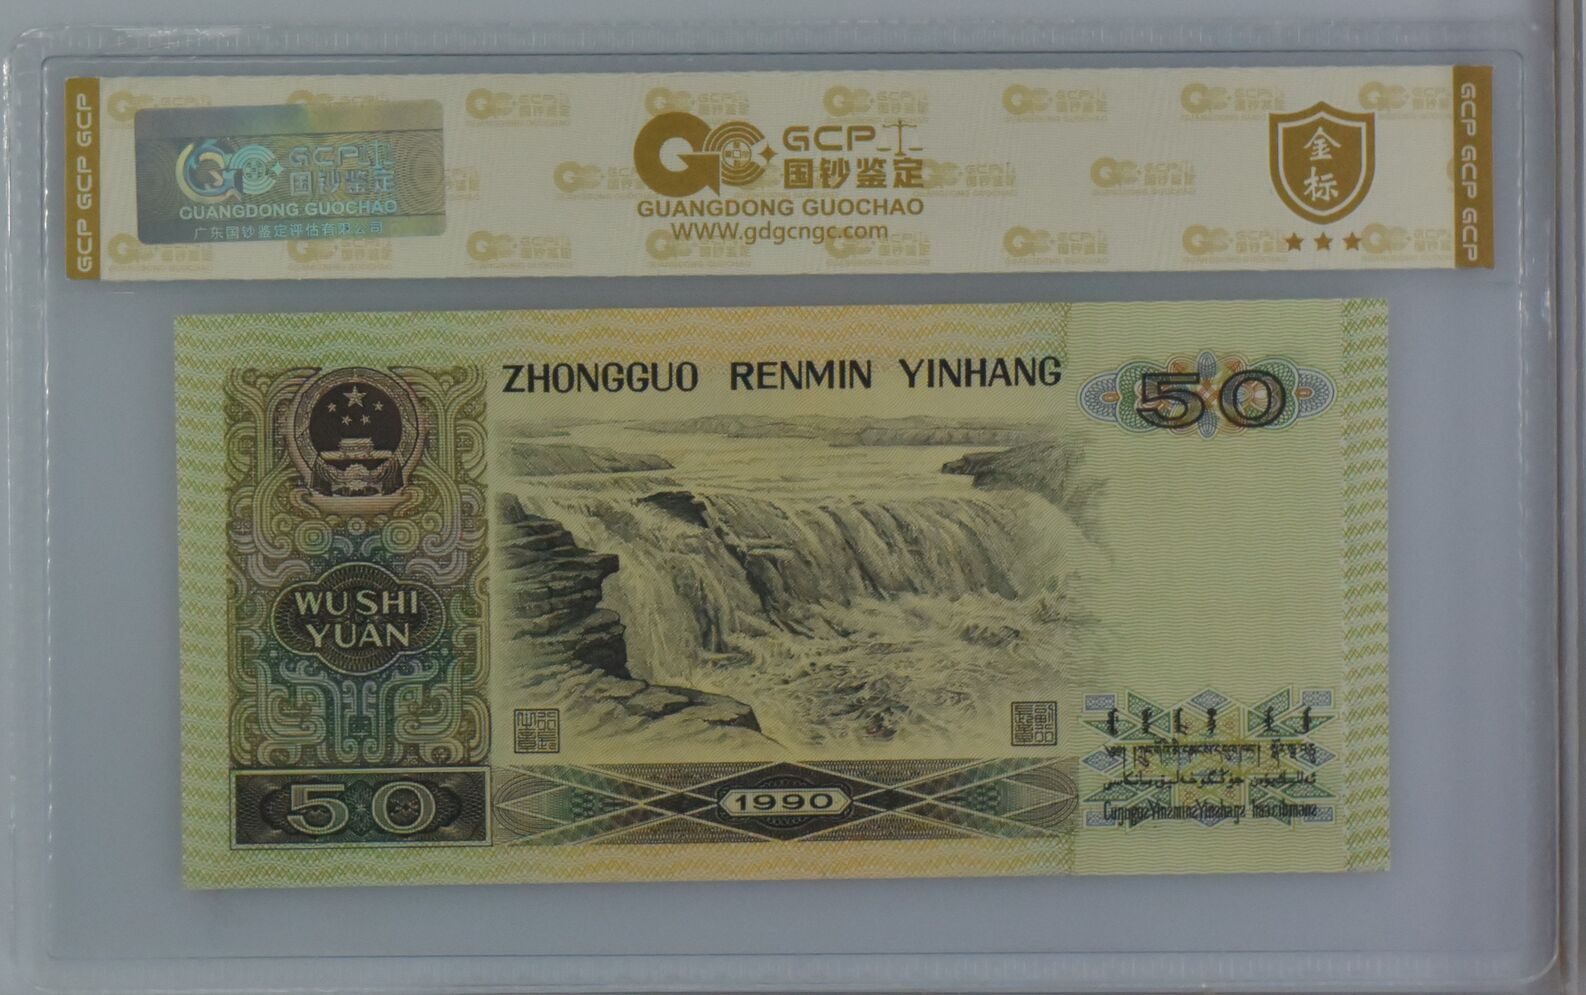 GCP GCP GCP
GCP
国钞鉴定
GUANGDONG GUOCHAO
广东国钞鉴定评估有限公司
GCP
国钞鉴定
GUANGDONG GUOCHAO
WWW.gdgcngc.com
金标
GCP GCP GCP
ZHONGGUO RENMIN YINHANG
50
WU SHI
YUAN
50
1990